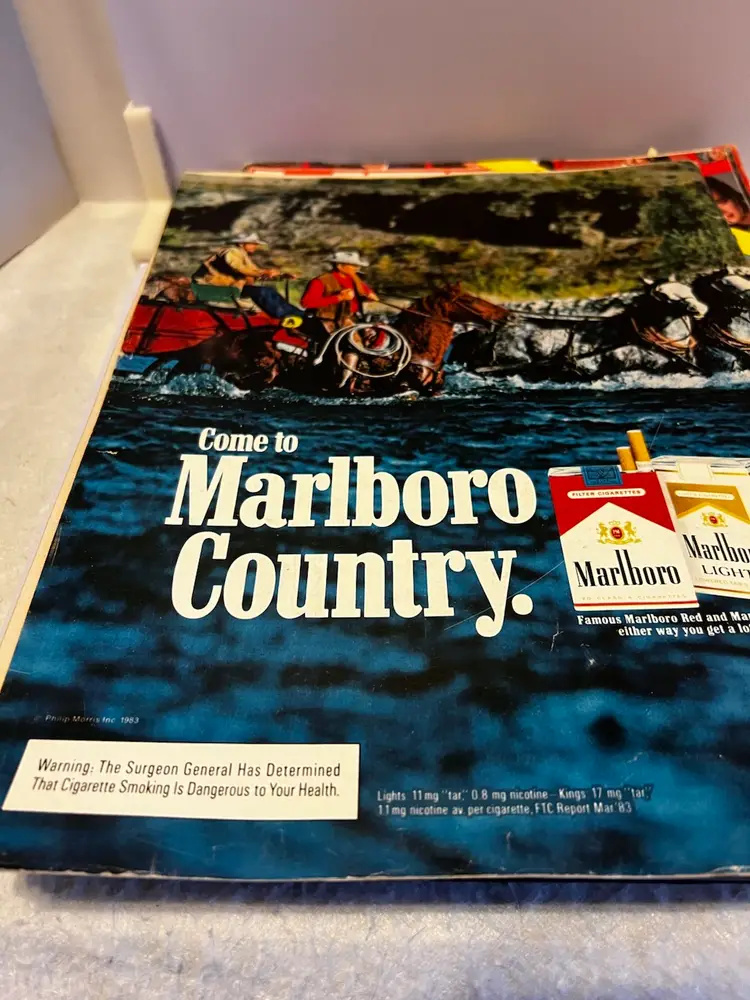 Come to
Marlboro
Country.
FILTER CIGARETTES
Marlboro
Marlbo
LIGHT
Famous Marlboro Red and Ma
either way you get a lo
© Philip Morris Inc. 1983
Warning: The Surgeon General Has Determined
That Cigarette Smoking Is Dangerous to Your Health.
Lights 11 mg "tar," 0.8 mg nicotine—Kings 17 mg "tar,"
1.1 mg nicotine av. per cigarette, FTC Report Mar.'83